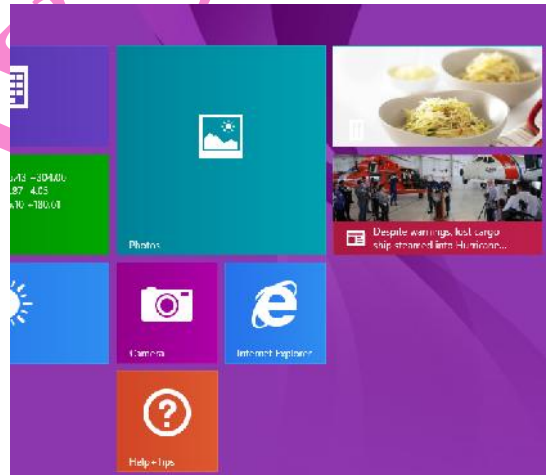 Photos
Despite warnings, lost cargo
ship steamed into Hurricane...
Camera
Internet Explorer
Help+Tips